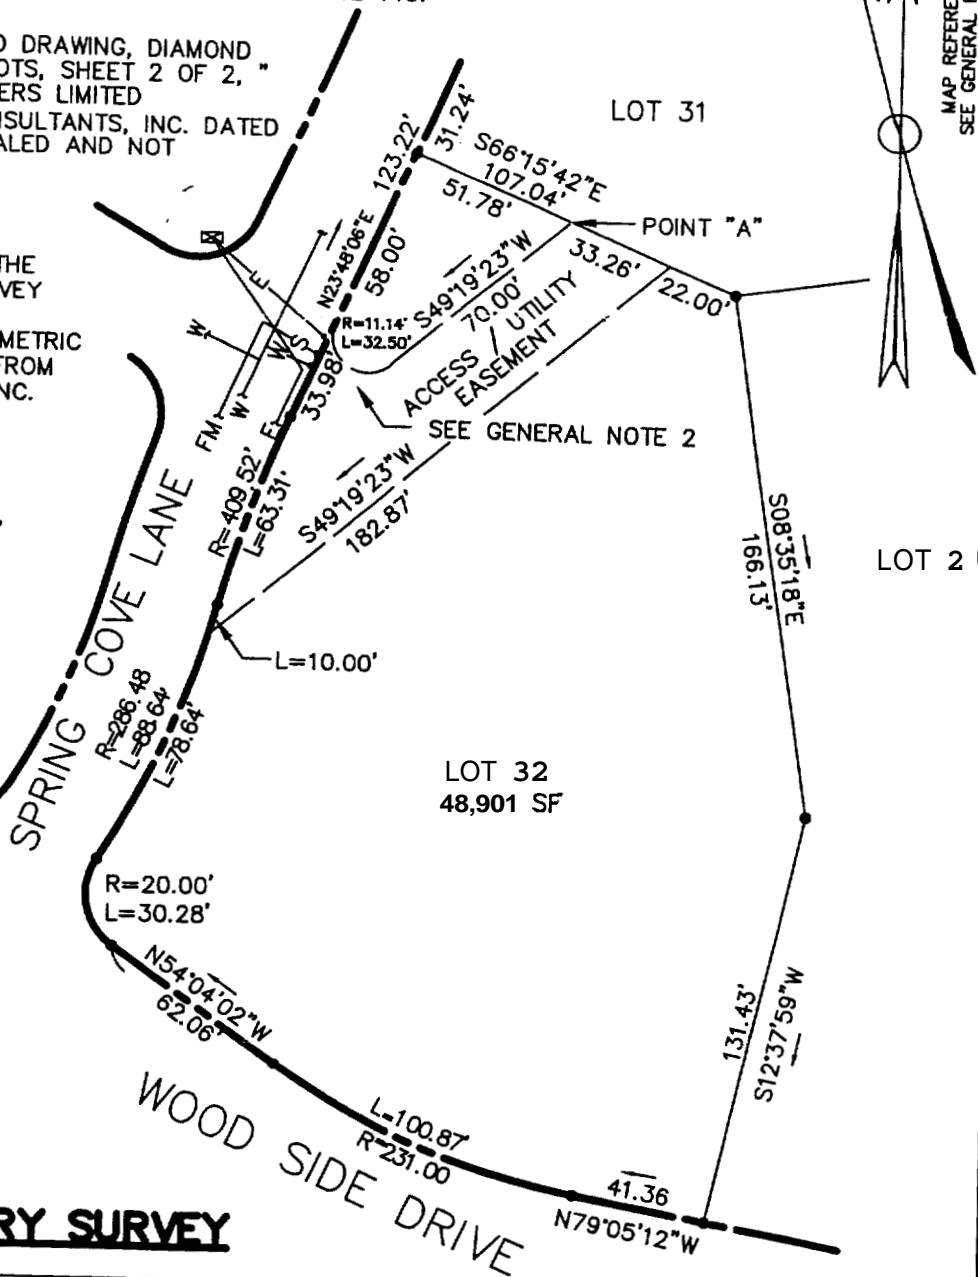 D DRAWING, DIAMOND
OTS, SHEET 2 OF 2, "
ERS LIMITED
NSULTANTS, INC. DATED
ALED AND NOT
THE
VEY
METRIC
FROM
NC.
MAP REFERE
SEE GENERAL
LOT 31
31.24'
123.22'
S66°15'42"E
107.04'
51.78'
POINT "A"
33.26'
22.00'
N23°48'06"E
58.00'
S49°19'23"W
70.00'
R=11.14'
L=32.50'
ACCESS / UTILITY
EASEMENT
SEE GENERAL NOTE 2
E
W
W
S
W
FM
33.98'
R=409.52'
L=63.31'
S49°19'23"W
182.87'
L=10.00'
S08°35'18"E
166.13'
LOT 2
SPRING COVE LANE
R=286.48
L=88.64'
L=78.64'
LOT 32
48,901 SF
R=20.00'
L=30.28'
N54°04'02"W
62.06'
131.43'
S12°37'59"W
WOOD SIDE DRIVE
L=100.87'
R=231.00
41.36
N79°05'12"W
RY SURVEY